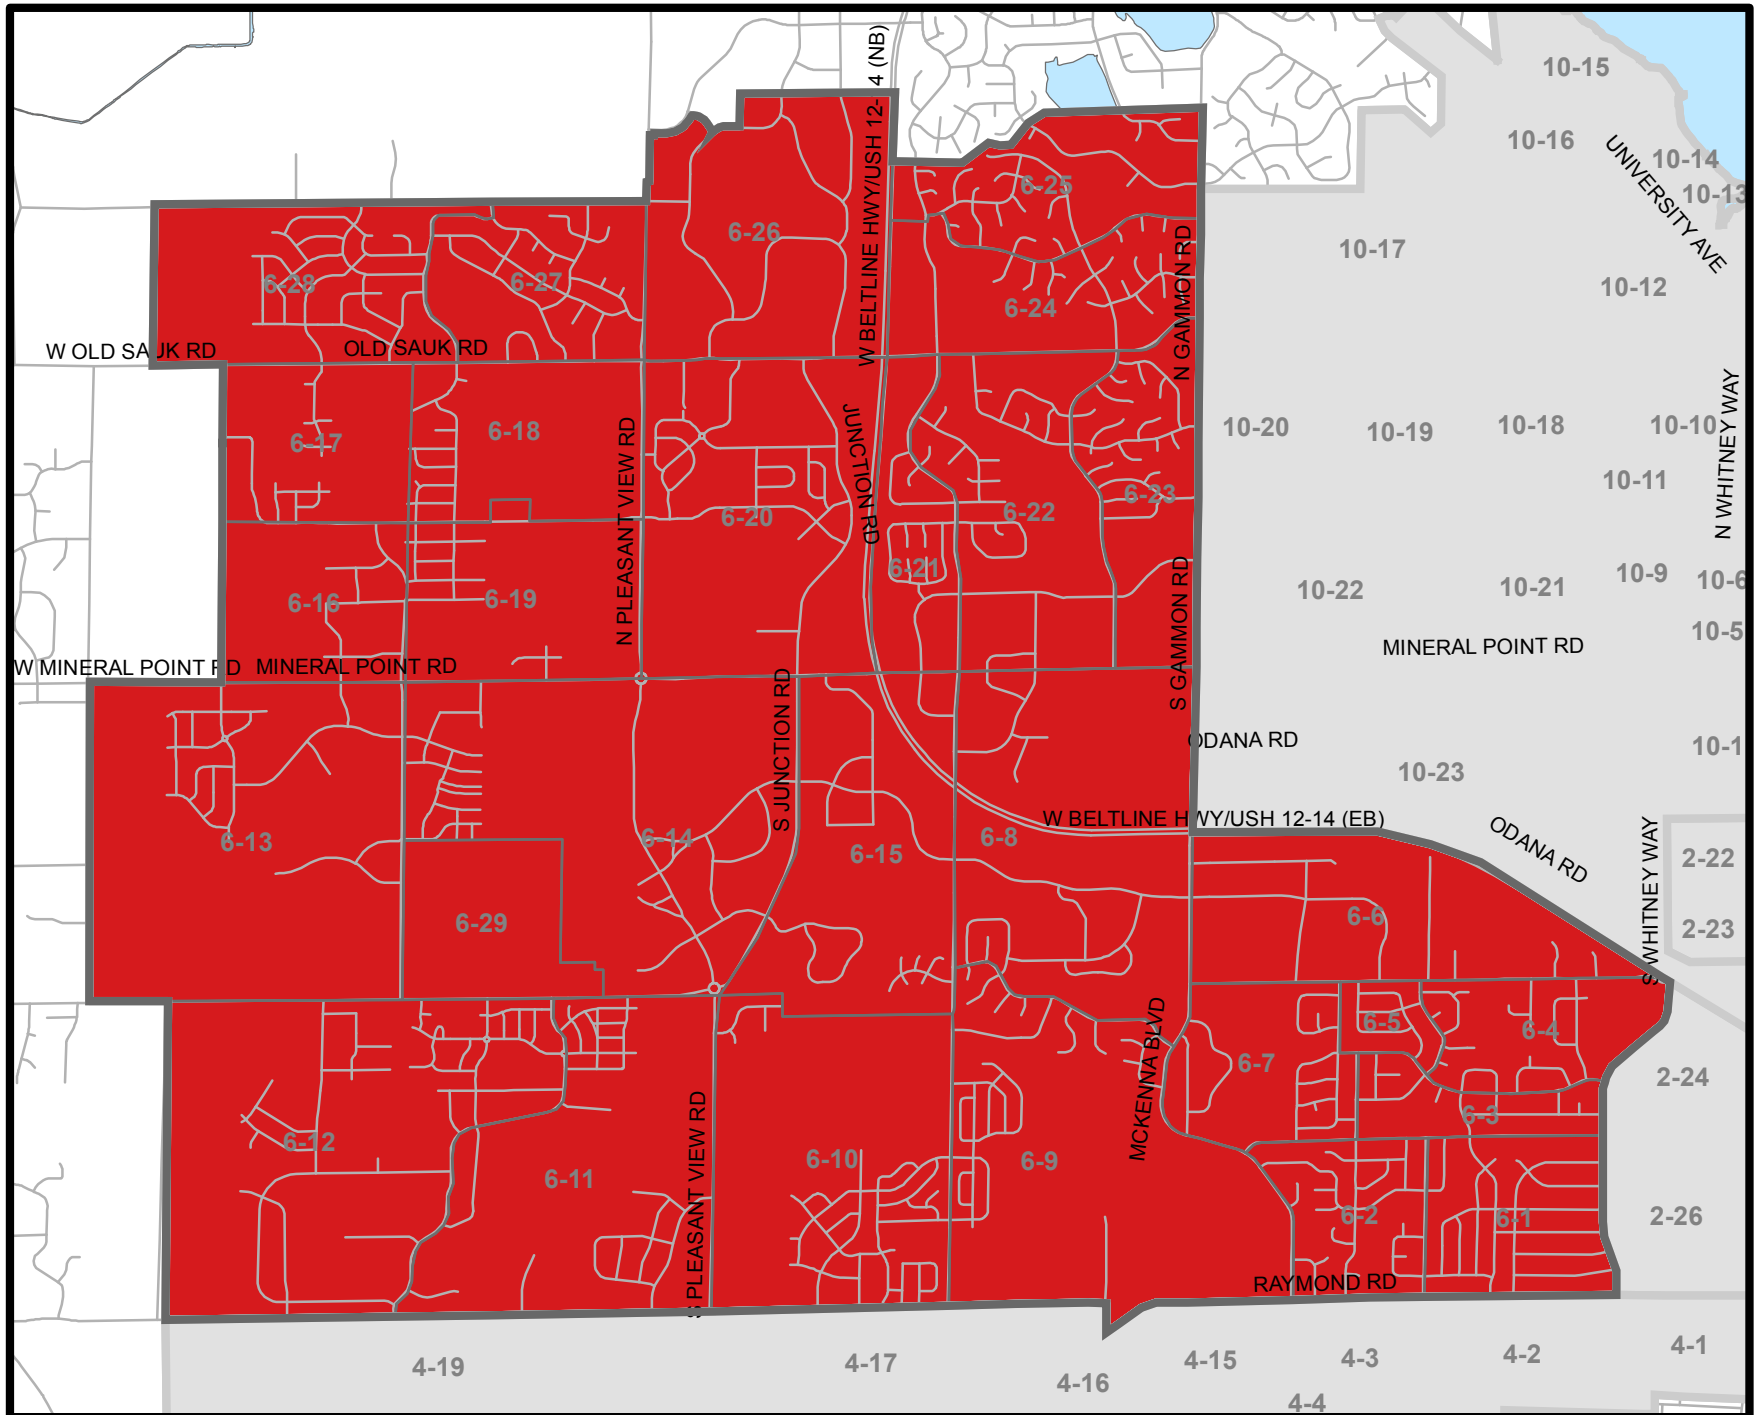 W BELTLINE HWY/USH 12-
4 (NB)
10-15
10-16
UNIVERSITY AVE
10-14
10-13
6-25
6-26
10-17
6-28
6-27
10-12
6-24
N GAMMON RD
W OLD SAUK RD
OLD SAUK RD
6-17
6-18
N PLEASANT VIEW RD
JUNCTION RD
10-20
10-19
10-18
10-10
N WHITNEY WAY
10-11
6-23
6-22
6-20
6-21
10-9
10-6
10-22
10-21
6-16
6-19
S GAMMON RD
10-5
MINERAL POINT RD
W MINERAL POINT RD
MINERAL POINT RD
S JUNCTION RD
ODANA RD
10-1
10-23
W BELTLINE HWY/USH 12-14 (EB)
ODANA RD
S WHITNEY WAY
6-13
6-14
6-15
6-8
2-22
6-29
6-6
2-23
MCKENNA BLVD
6-5
6-4
6-7
2-24
6-3
6-12
6-11
S PLEASANT VIEW RD
6-10
6-9
6-2
6-1
2-26
RAYMOND RD
4-19
4-17
4-16
4-15
4-3
4-2
4-1
4-4